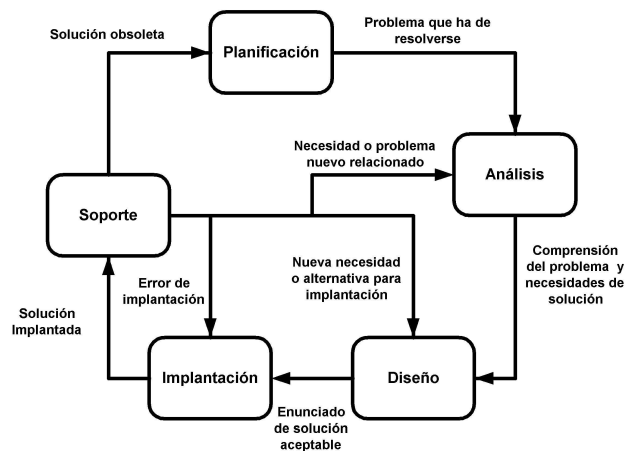 Solución obsoleta
Planificación
Problema que ha de
resolverse
Necesidad o problema
nuevo relacionado
Análisis
Soporte
Error de
implantación
Nueva necesidad
o alternativa para
implantación
Comprensión
del problema y
necesidades de
solución
Solución
Implantada
Implantación
Diseño
Enunciado
de solución
aceptable